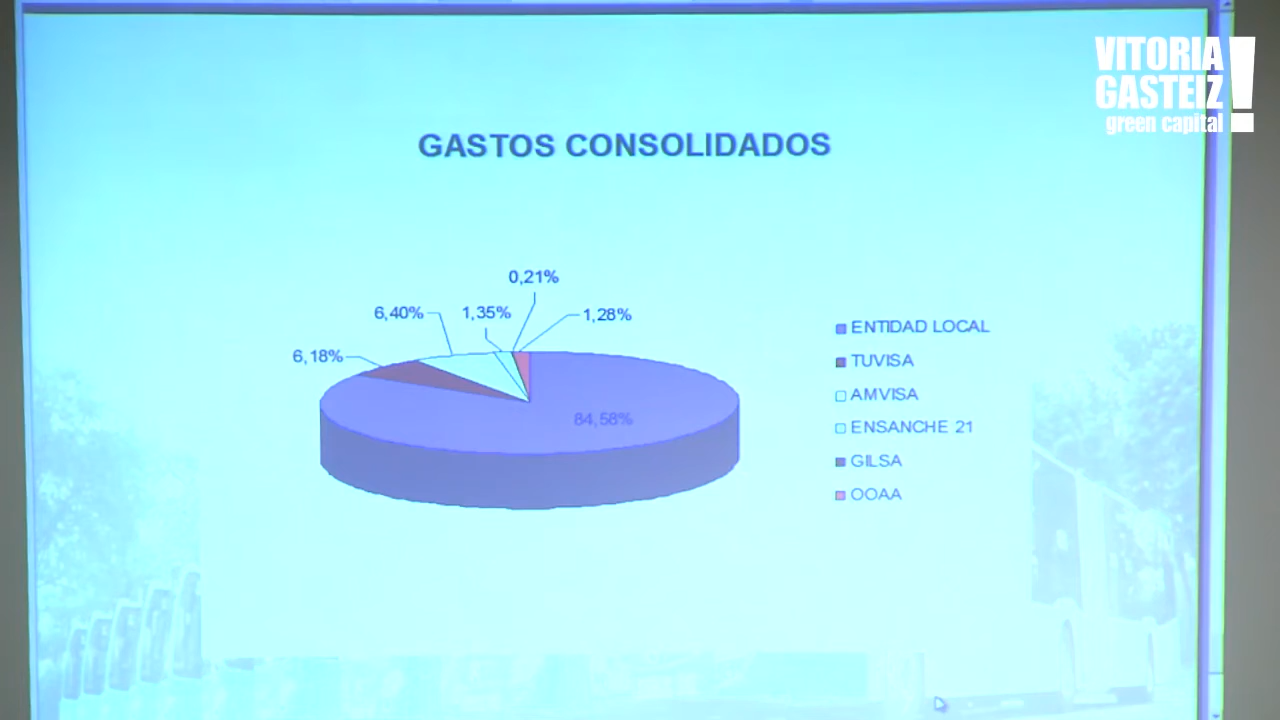 VITORIA
GASTEIZ!
green capital
GASTOS CONSOLIDADOS
0,21%
6,40%
1,35%
1,28%
6,18%
84,58%
ENTIDAD LOCAL
TUVISA
AMVISA
ENSANCHE 21
GILSA
OOAA